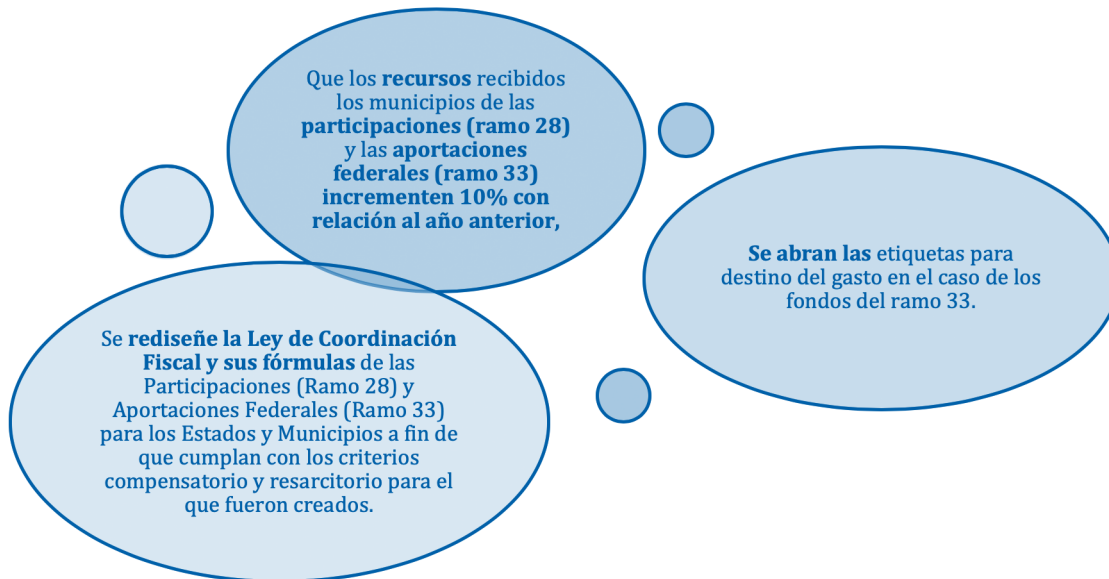 Que los recursos recibidos
los municipios de las
participaciones (ramo 28)
y las aportaciones
federales (ramo 33)
incrementen 10% con
relación al año anterior,
Se abran las etiquetas para
destino del gasto en el caso de los
fondos del ramo 33.
Se rediseñe la Ley de Coordinación
Fiscal y sus fórmulas de las
Participaciones (Ramo 28) y
Aportaciones Federales (Ramo 33)
para los Estados y Municipios a fin de
que cumplan con los criterios
compensatorio y resarcitorio para el
que fueron creados.